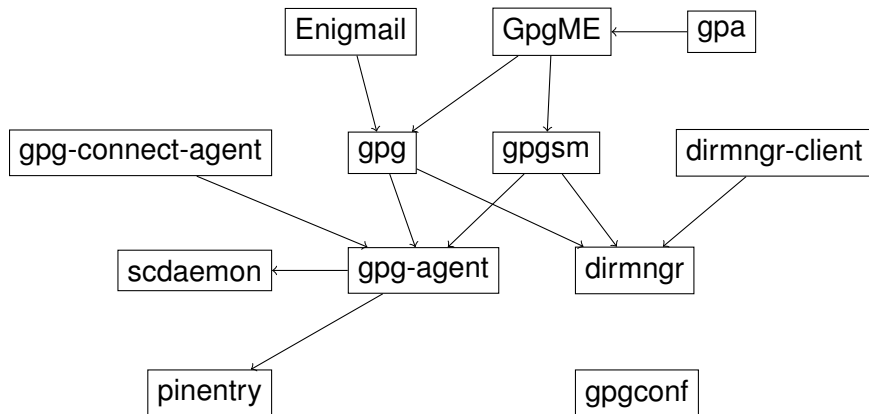 Enigmail
GpgME
gpa
gpg-connect-agent
gpg
gpgsm
dirmngr-client
scdaemon
gpg-agent
dirmngr
pinentry
gpgconf